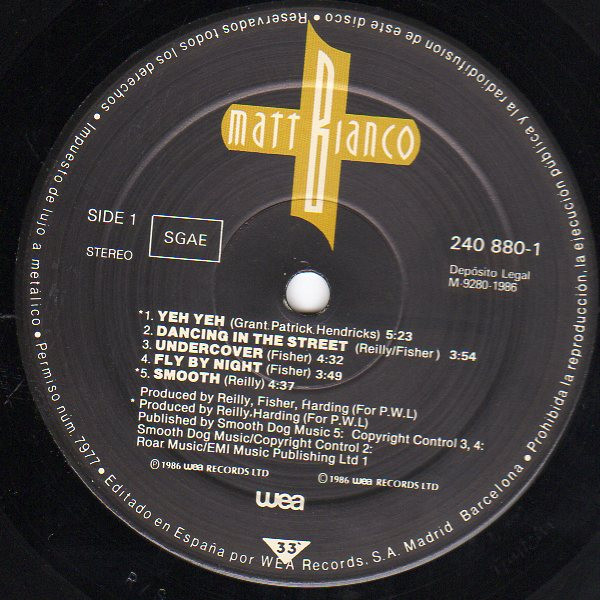 Reservados todos los derechos • Impuesto de lujo a metálico • Permiso núm. 7977 • Editado en España por WEA Records, S.A. Madrid Barcelona • Prohibida la reproducción, la ejecución pública y la radiodifusion de este disco •
matt Bianco
SIDE 1
SGAE
STEREO
240 880-1
Depósito Legal
M-9280-1986
*1. YEH YEH (Grant.Patrick.Hendricks) 5:23
2. DANCING IN THE STREET (Reilly/Fisher) 3:54
3. UNDERCOVER (Fisher) 4:32
4. FLY BY NIGHT (Fisher) 3:49
*5. SMOOTH (Reilly) 4:37
Produced by Reilly, Fisher, Harding (For P.W.L)
* Produced by Reilly.Harding (For P.W.L)
Published by Smooth Dog Music 5: Copyright Control 3, 4:
Smooth Dog Music/Copyright Control 2:
Roar Music/EMI Music Publishing Ltd 1
Ⓟ 1986 wea RECORDS LTD
© 1986 wea RECORDS LTD
wea
33